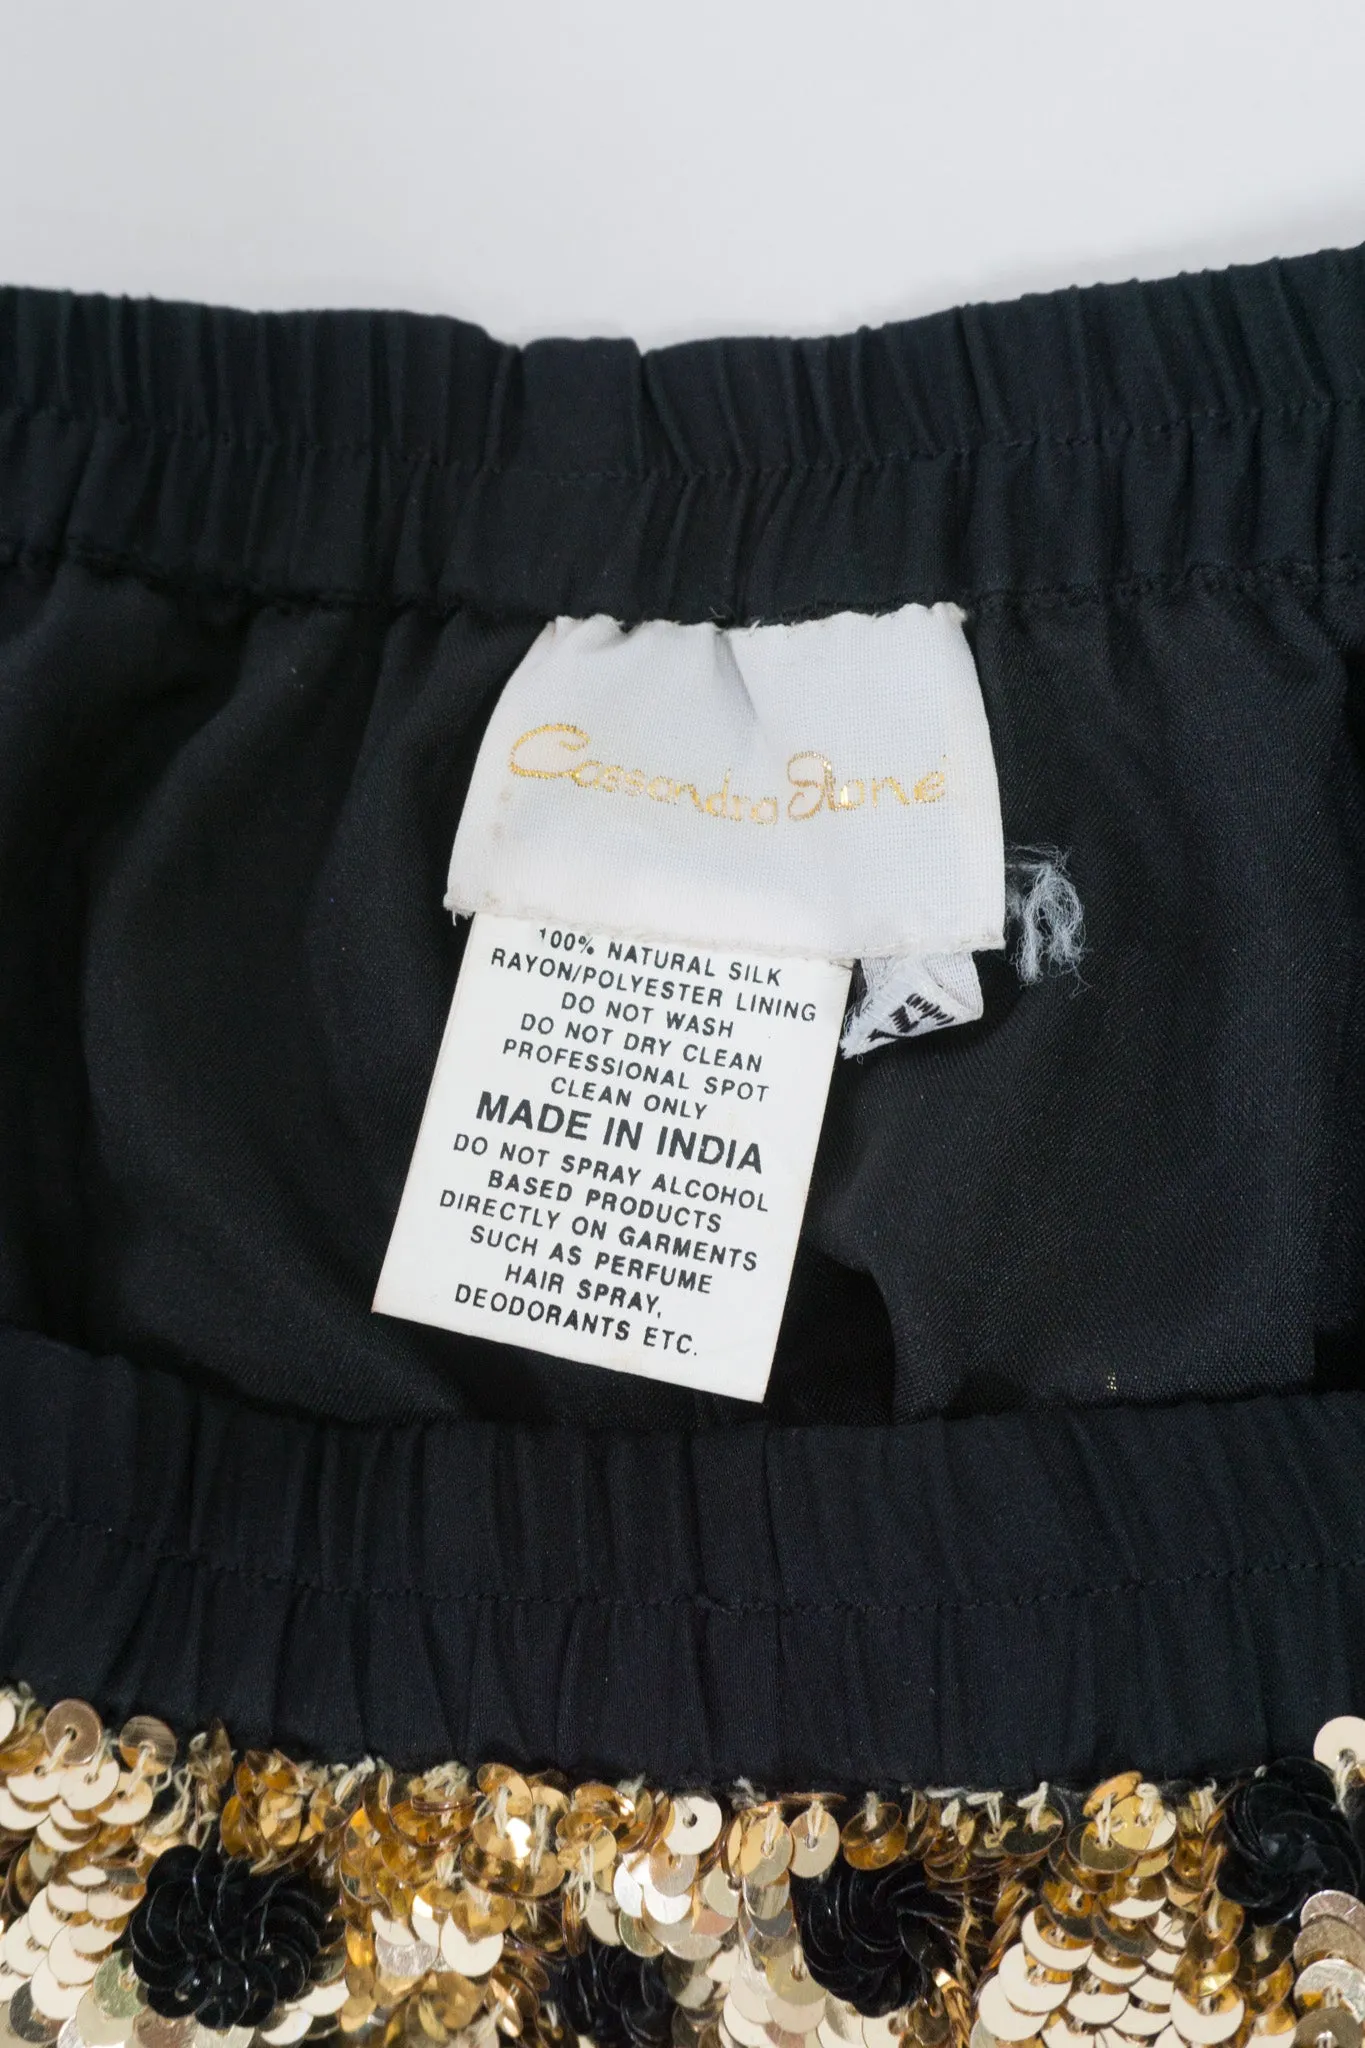 Cassandra Stoné
100% NATURAL SILK
RAYON/POLYESTER LINING
DO NOT WASH
DO NOT DRY CLEAN
PROFESSIONAL SPOT
CLEAN ONLY
MADE IN INDIA
DO NOT SPRAY ALCOHOL
BASED PRODUCTS
DIRECTLY ON GARMENTS
SUCH AS PERFUME
HAIR SPRAY,
DEODORANTS ETC.